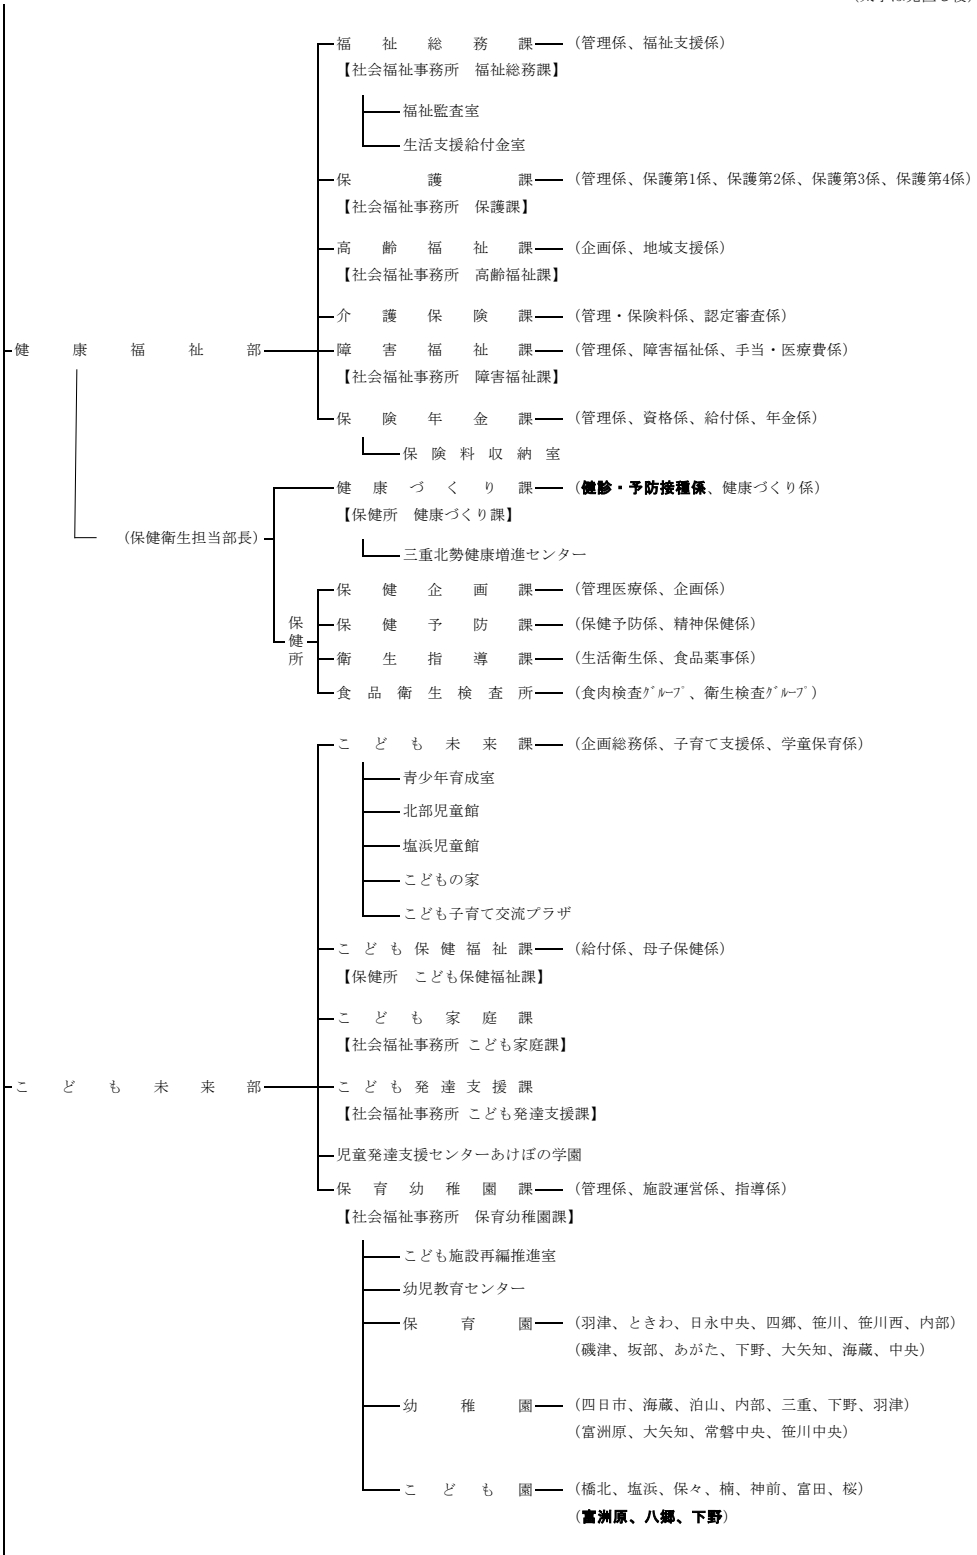 福祉総務課 (管理係、福祉支援係)
【社会福祉事務所　福祉総務課】
福祉監査室
生活支援給付金室
保護課 (管理係、保護第1係、保護第2係、保護第3係、保護第4係)
【社会福祉事務所　保護課】
高齢福祉課 (企画係、地域支援係)
【社会福祉事務所　高齢福祉課】
介護保険課 (管理・保険料係、認定審査係)
健康福祉部 障害福祉課 (管理係、障害福祉係、手当・医療費係)
【社会福祉事務所　障害福祉課】
保険年金課 (管理係、資格係、給付係、年金係)
保険料収納室
健康づくり課 (健診・予防接種係、健康づくり係)
【保健所　健康づくり課】
(保健衛生担当部長)
三重北勢健康増進センター
保健所
保健企画課 (管理医療係、企画係)
保健予防課 (保健予防係、精神保健係)
衛生指導課 (生活衛生係、食品薬事係)
食品衛生検査所 (食肉検査ｸﾞﾙｰﾌﾟ、衛生検査ｸﾞﾙｰﾌﾟ)
こども未来課 (企画総務係、子育て支援係、学童保育係)
青少年育成室
北部児童館
塩浜児童館
こどもの家
こども子育て交流プラザ
こども保健福祉課 (給付係、母子保健係)
【保健所　こども保健福祉課】
こども家庭課
【社会福祉事務所 こども家庭課】
こども未来部 こども発達支援課
【社会福祉事務所 こども発達支援課】
児童発達支援センターあけぼの学園
保育幼稚園課 (管理係、施設運営係、指導係)
【社会福祉事務所　保育幼稚園課】
こども施設再編推進室
幼児教育センター
保育園 (羽津、ときわ、日永中央、四郷、笹川、笹川西、内部)
(磯津、坂部、あがた、下野、大矢知、海蔵、中央)
幼稚園 (四日市、海蔵、泊山、内部、三重、下野、羽津)
(富洲原、大矢知、常磐中央、笹川中央)
こども園 (橋北、塩浜、保々、楠、神前、富田、桜)
(富洲原、八郷、下野)